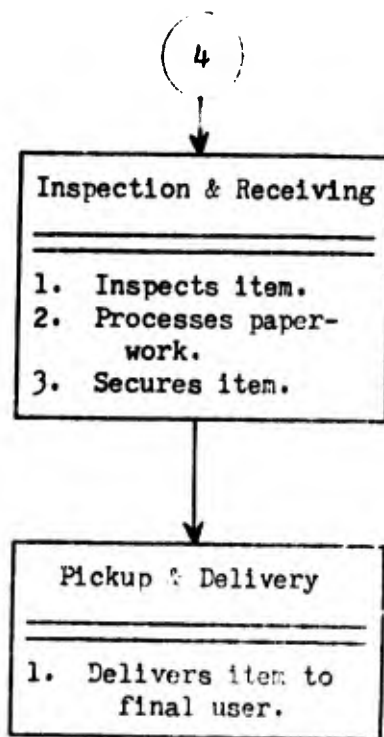 4
Inspection & Receiving
1. Inspects item.
2. Processes paper-
work.
3. Secures item.
Pickup & Delivery
1. Delivers item to
final user.